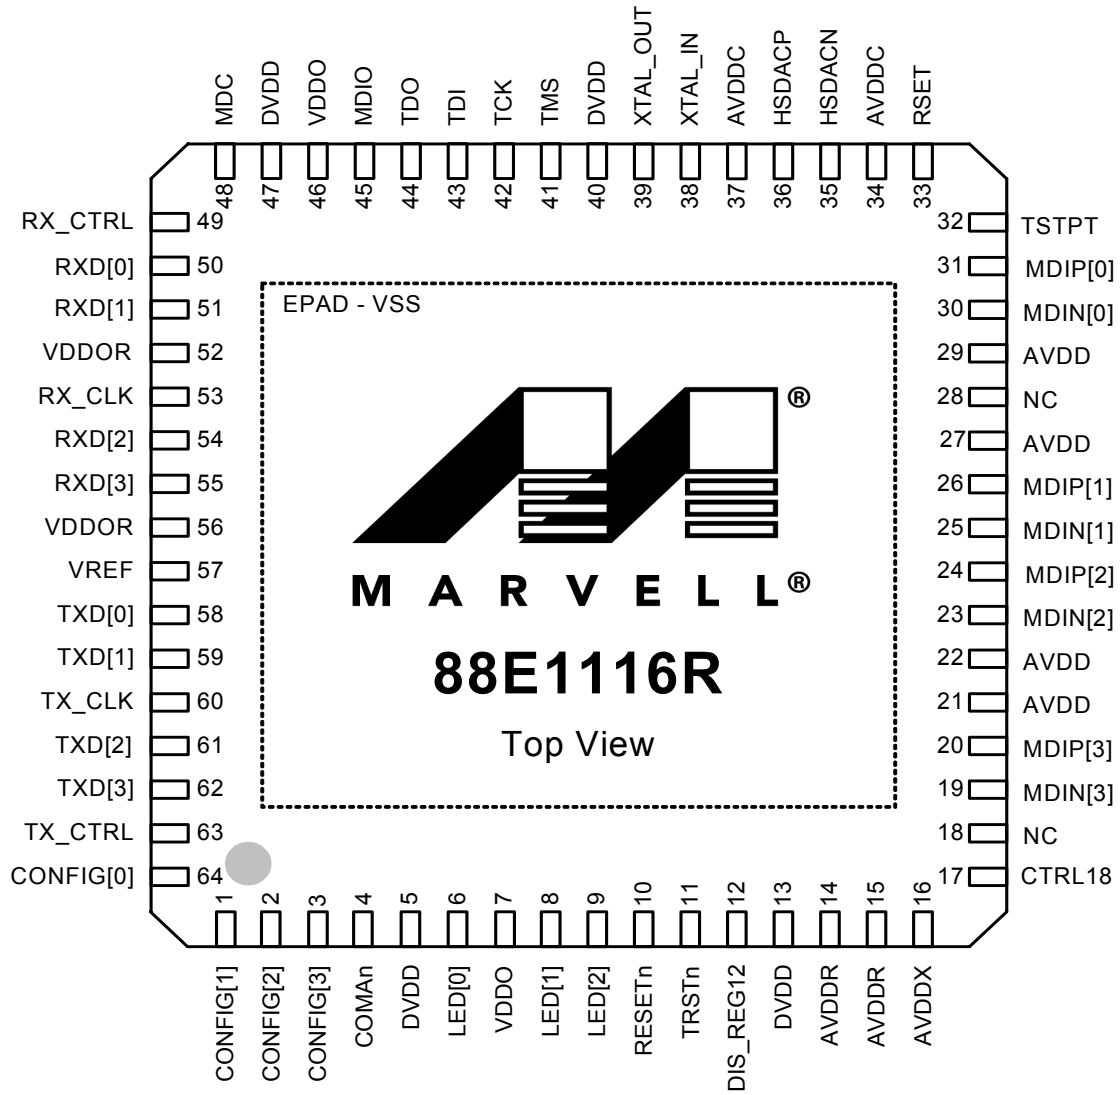 MDC
DVDD
VDDO
MDIO
TDO
TDI
TCK
TMS
DVDD
XTAL_OUT
XTAL_IN
AVDDC
HSDACP
HSDACN
AVDDC
RSET
48
47
46
45
44
43
42
41
40
39
38
37
36
35
34
33
RX_CTRL 49
RXD[0] 50
RXD[1] 51
VDDOR 52
RX_CLK 53
RXD[2] 54
RXD[3] 55
VDDOR 56
VREF 57
TXD[0] 58
TXD[1] 59
TX_CLK 60
TXD[2] 61
TXD[3] 62
TX_CTRL 63
CONFIG[0] 64
EPAD - VSS
®
MARVELL®
88E1116R
Top View
32 TSTPT
31 MDIP[0]
30 MDIN[0]
29 AVDD
28 NC
27 AVDD
26 MDIP[1]
25 MDIN[1]
24 MDIP[2]
23 MDIN[2]
22 AVDD
21 AVDD
20 MDIP[3]
19 MDIN[3]
18 NC
17 CTRL18
1
2
3
4
5
6
7
8
9
10
11
12
13
14
15
16
CONFIG[1]
CONFIG[2]
CONFIG[3]
COMAn
DVDD
LED[0]
VDDO
LED[1]
LED[2]
RESETn
TRSTn
DIS_REG12
DVDD
AVDDR
AVDDR
AVDDX